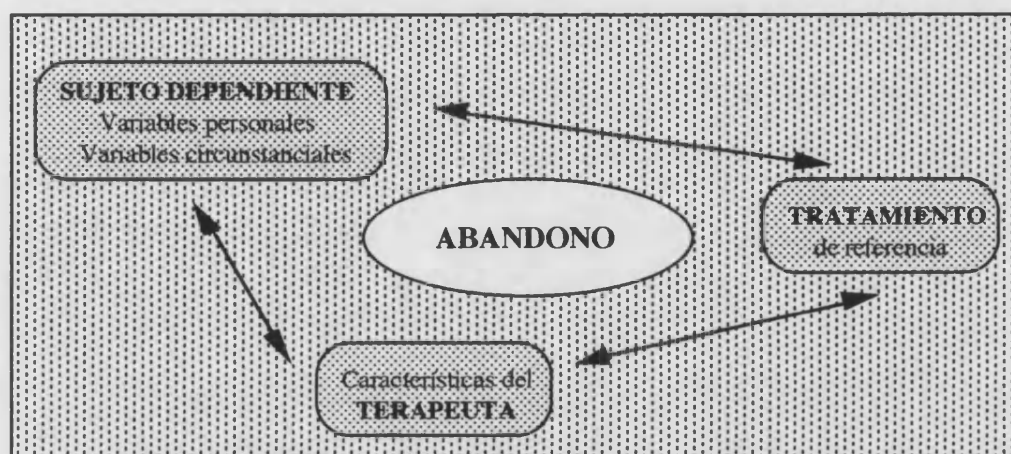 SUJETO DEPENDIENTE
Variables personales
Variables circunstanciales
ABANDONO
TRATAMIENTO
de referencia
Características del
TERAPEUTA